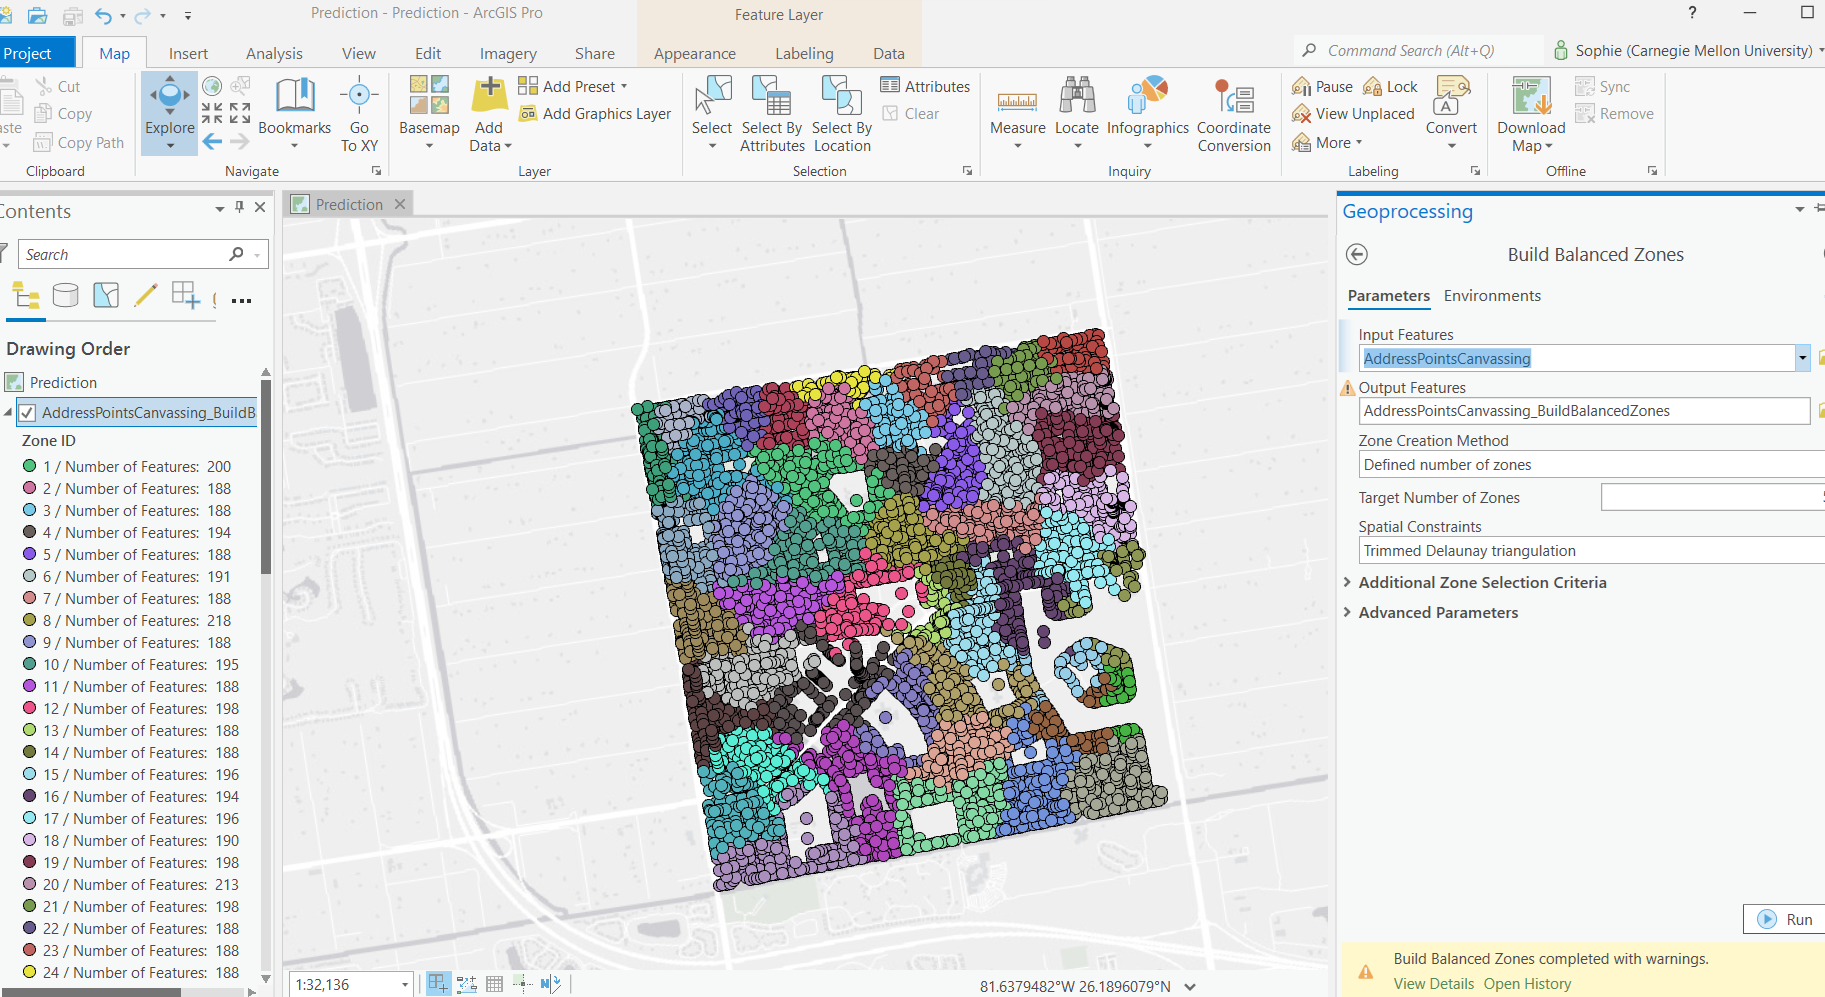 Prediction - Prediction - ArcGIS Pro
Feature Layer
?
Project Map Insert Analysis View Edit Imagery Share Appearance Labeling Data
Command Search (Alt+Q)
Sophie (Carnegie Mellon University)
Cut
Copy
Copy Path
Clipboard
Explore
Bookmarks
Go
To XY
Navigate
Basemap
Add
Data
Add Preset
Add Graphics Layer
Layer
Select
Select By
Attributes
Select By
Location
Attributes
Clear
Selection
Measure
Locate
Infographics
Coordinate
Conversion
Inquiry
Pause
Lock
View Unplaced
More
Convert
Labeling
Download
Map
Sync
Remove
Offline
Contents
Search
Drawing Order
Prediction
AddressPointsCanvassing_BuildB
Zone ID
1 / Number of Features: 200
2 / Number of Features: 188
3 / Number of Features: 188
4 / Number of Features: 194
5 / Number of Features: 188
6 / Number of Features: 191
7 / Number of Features: 188
8 / Number of Features: 218
9 / Number of Features: 188
10 / Number of Features: 195
11 / Number of Features: 188
12 / Number of Features: 198
13 / Number of Features: 188
14 / Number of Features: 188
15 / Number of Features: 196
16 / Number of Features: 194
17 / Number of Features: 196
18 / Number of Features: 190
19 / Number of Features: 198
20 / Number of Features: 213
21 / Number of Features: 198
22 / Number of Features: 188
23 / Number of Features: 188
24 / Number of Features: 188
Prediction
1:32,136
81.6379482°W 26.1896079°N
Geoprocessing
Build Balanced Zones
Parameters Environments
Input Features
AddressPointsCanvassing
Output Features
AddressPointsCanvassing_BuildBalancedZones
Zone Creation Method
Defined number of zones
Target Number of Zones
Spatial Constraints
Trimmed Delaunay triangulation
Additional Zone Selection Criteria
Advanced Parameters
Run
Build Balanced Zones completed with warnings.
View Details Open History